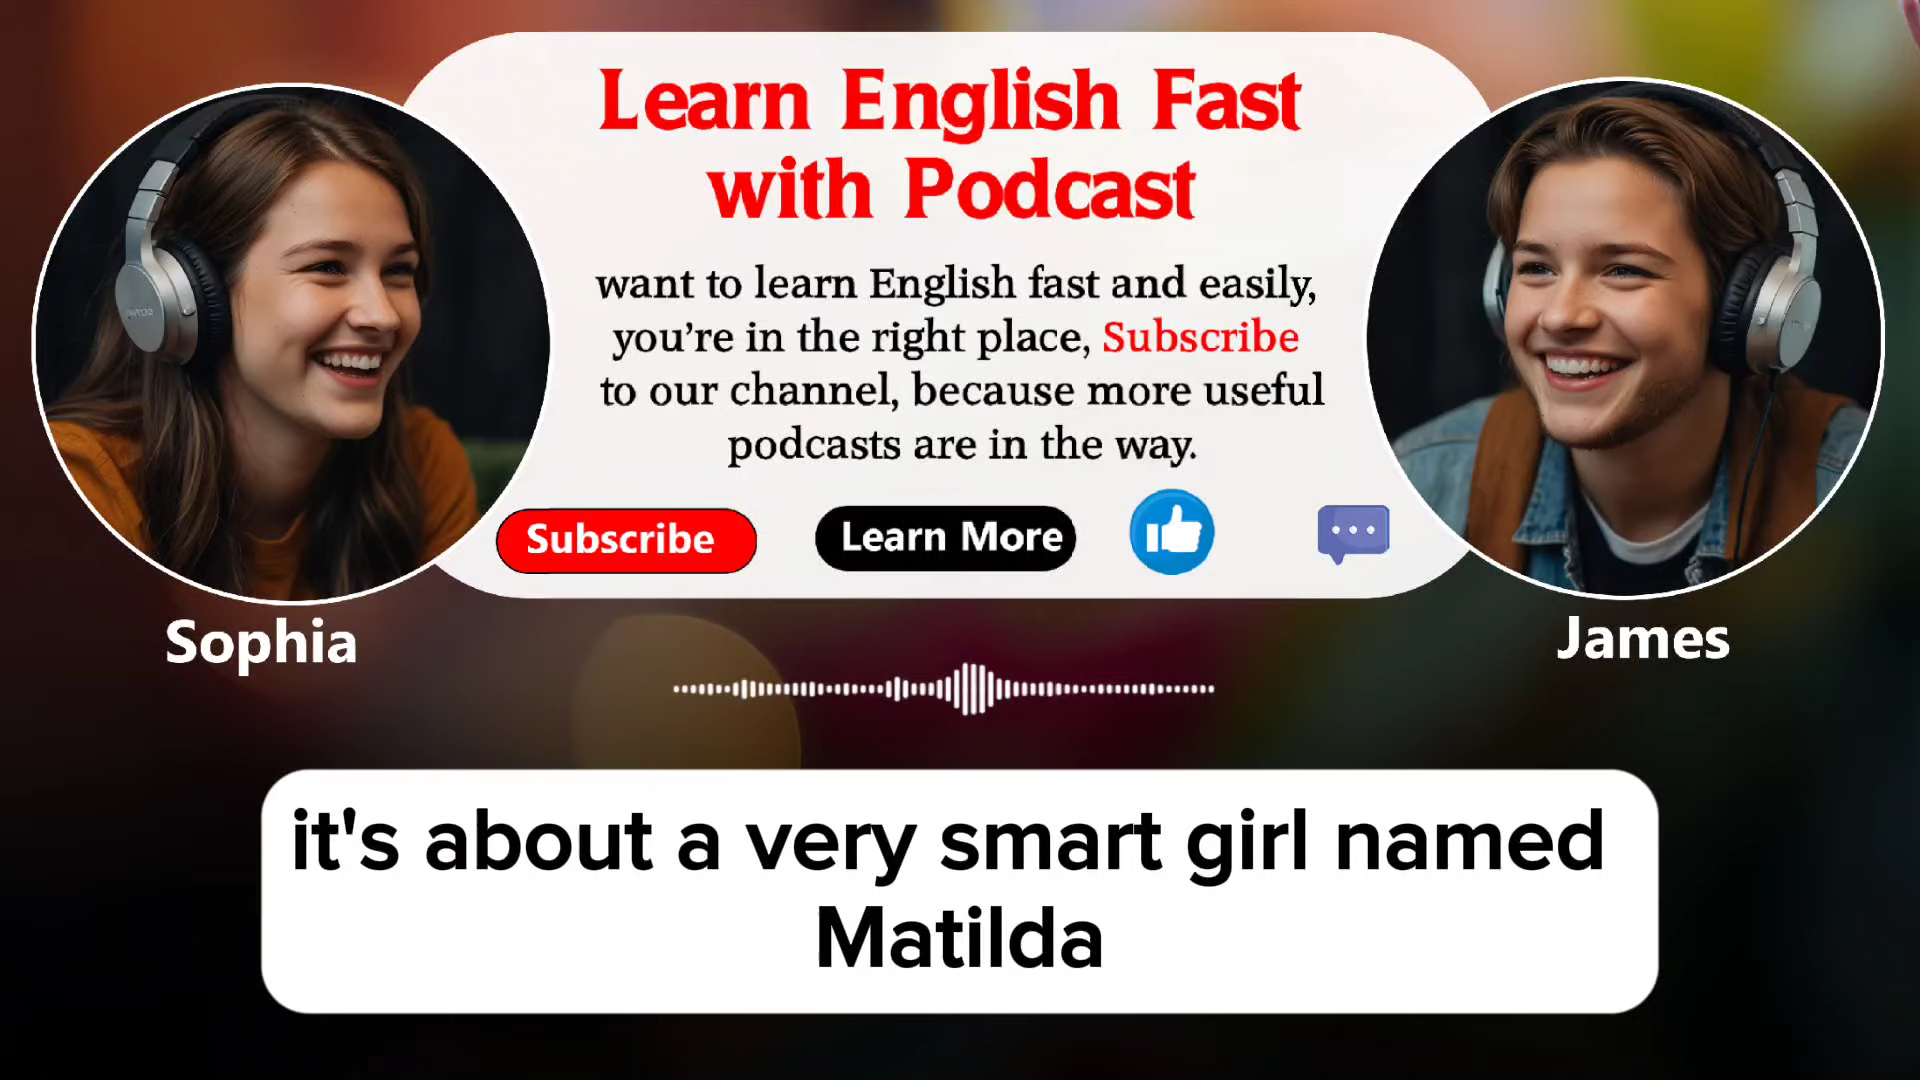 Learn English Fast
with Podcast
want to learn English fast and easily,
you're in the right place, Subscribe
to our channel, because more useful
podcasts are in the way.
Subscribe
Learn More
Sophia
James
it's about a very smart girl named
Matilda